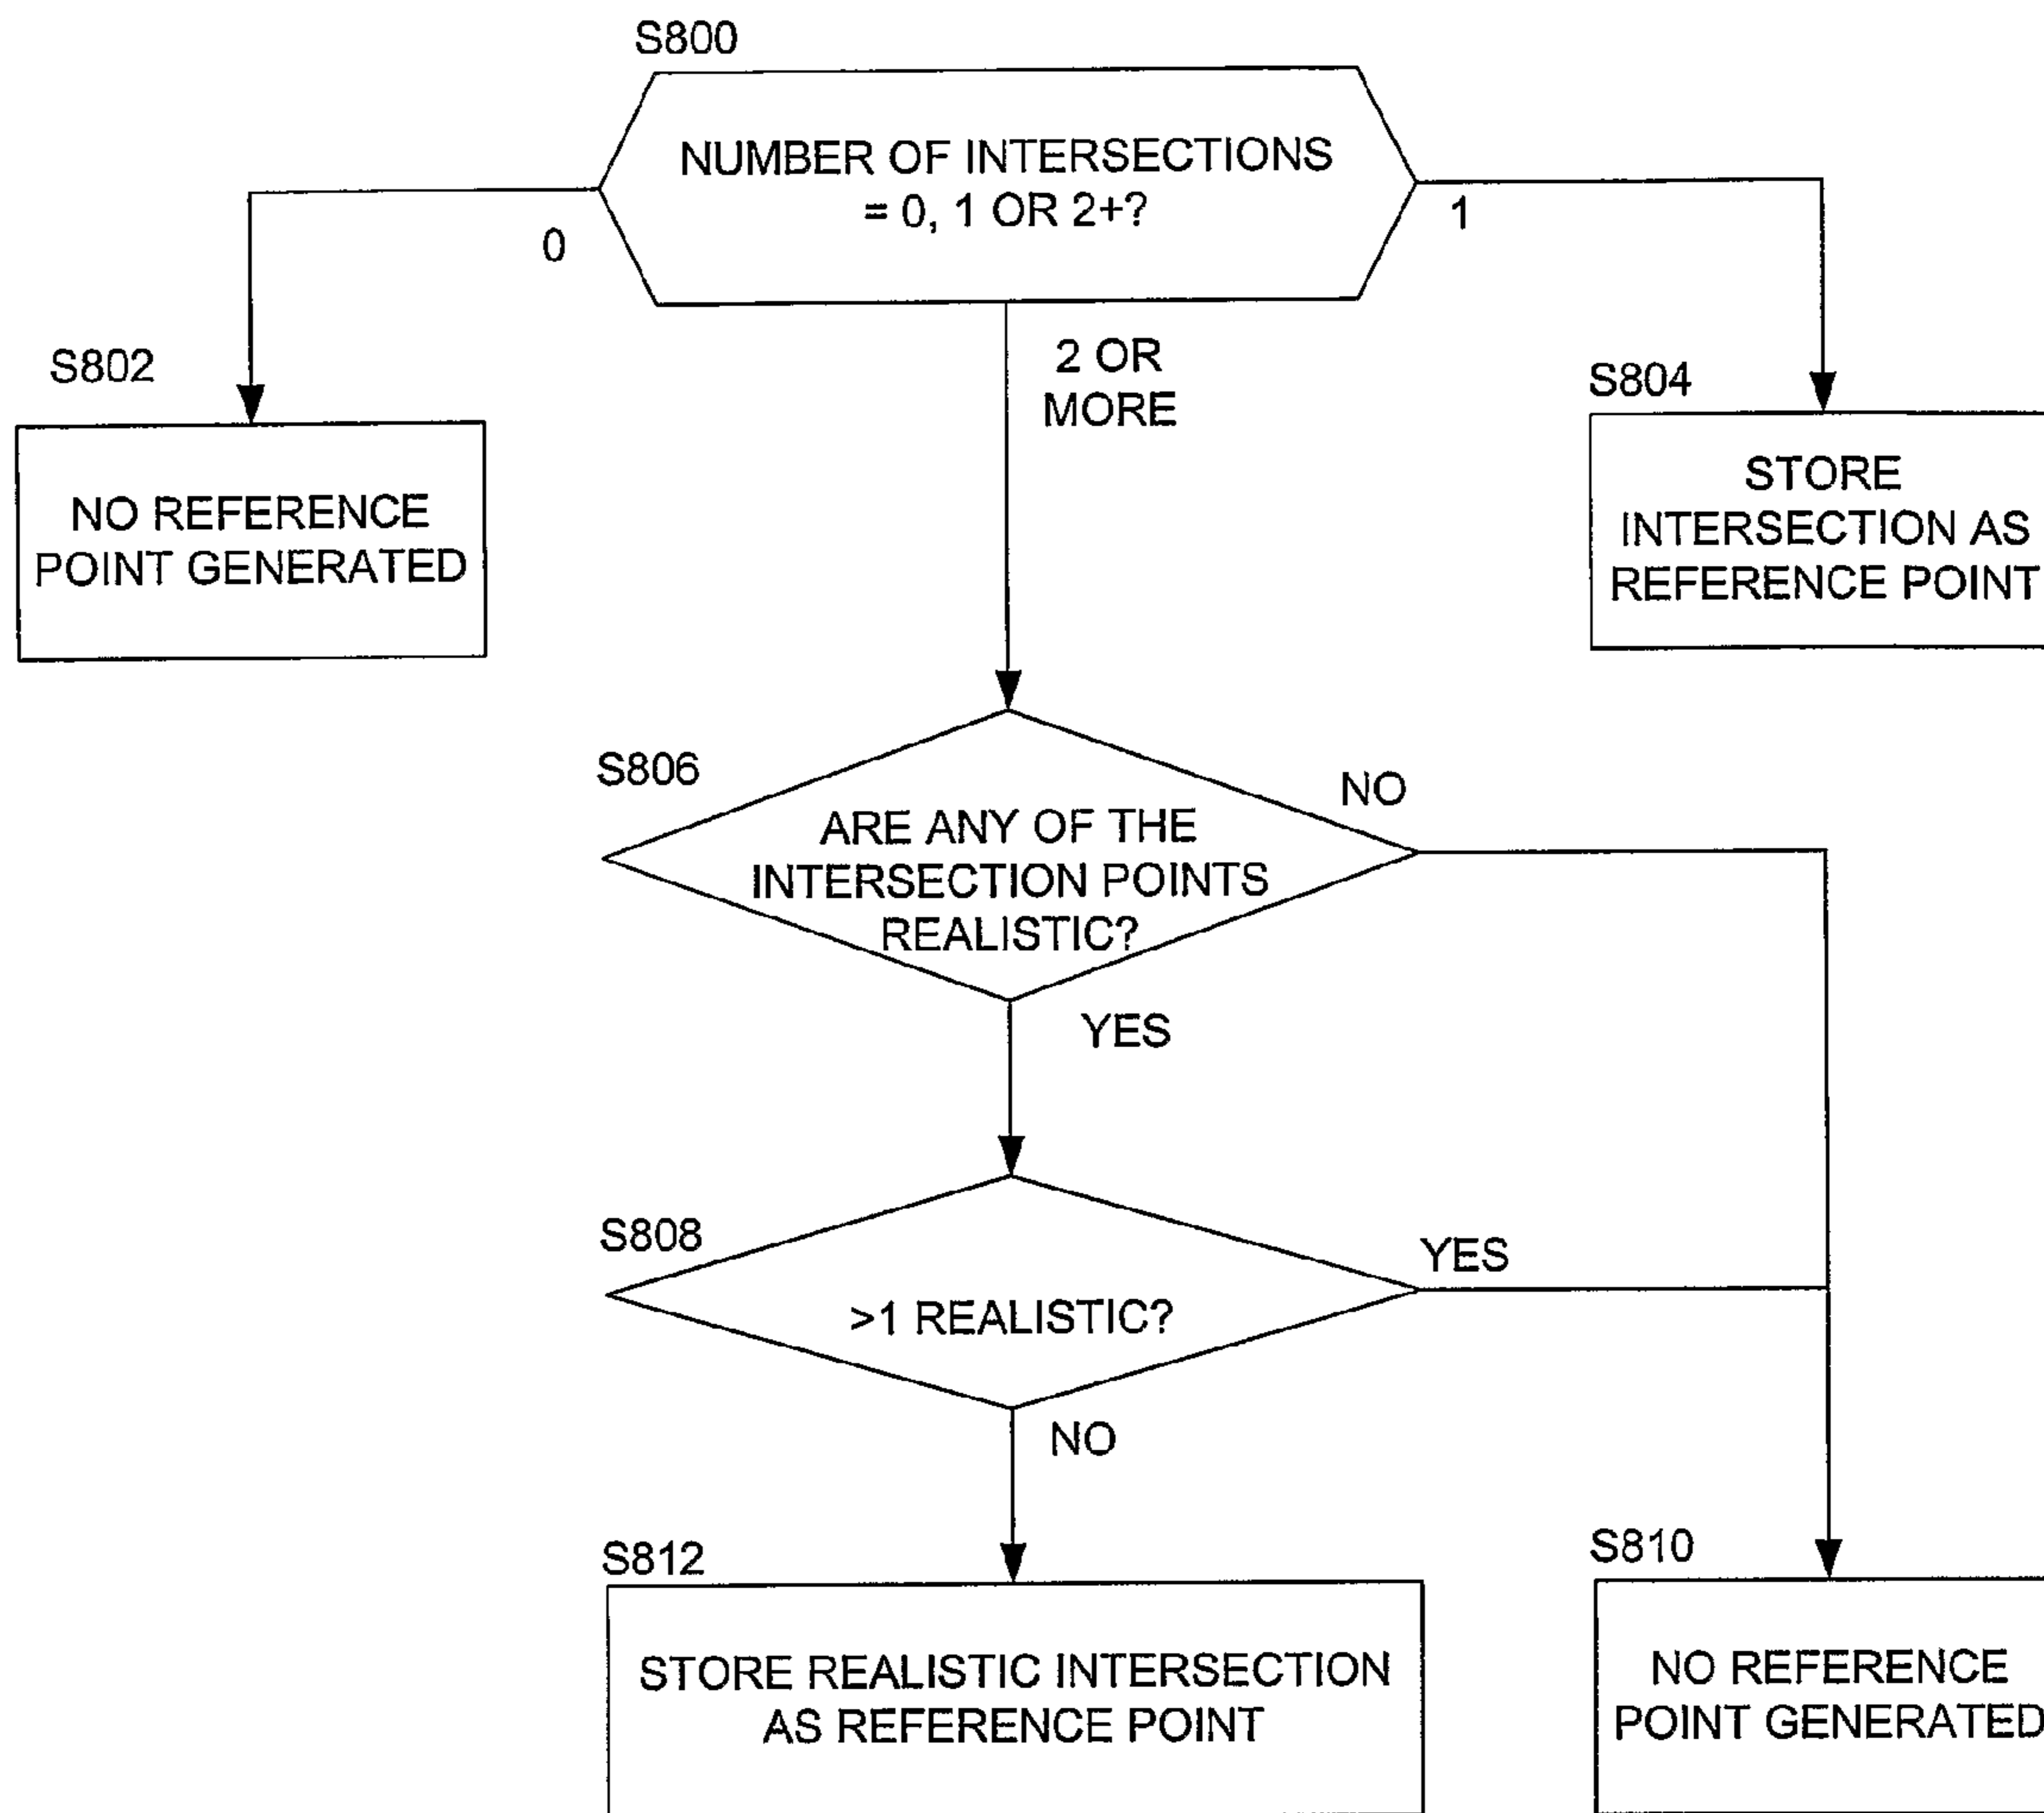 S800
NUMBER OF INTERSECTIONS
= 0, 1 OR 2+?
0
1
S802
NO REFERENCE
POINT GENERATED
2 OR
MORE
S804
STORE
INTERSECTION AS
REFERENCE POINT
S806
ARE ANY OF THE
INTERSECTION POINTS
REALISTIC?
NO
YES
S808
>1 REALISTIC?
YES
NO
S812
STORE REALISTIC INTERSECTION
AS REFERENCE POINT
S810
NO REFERENCE
POINT GENERATED